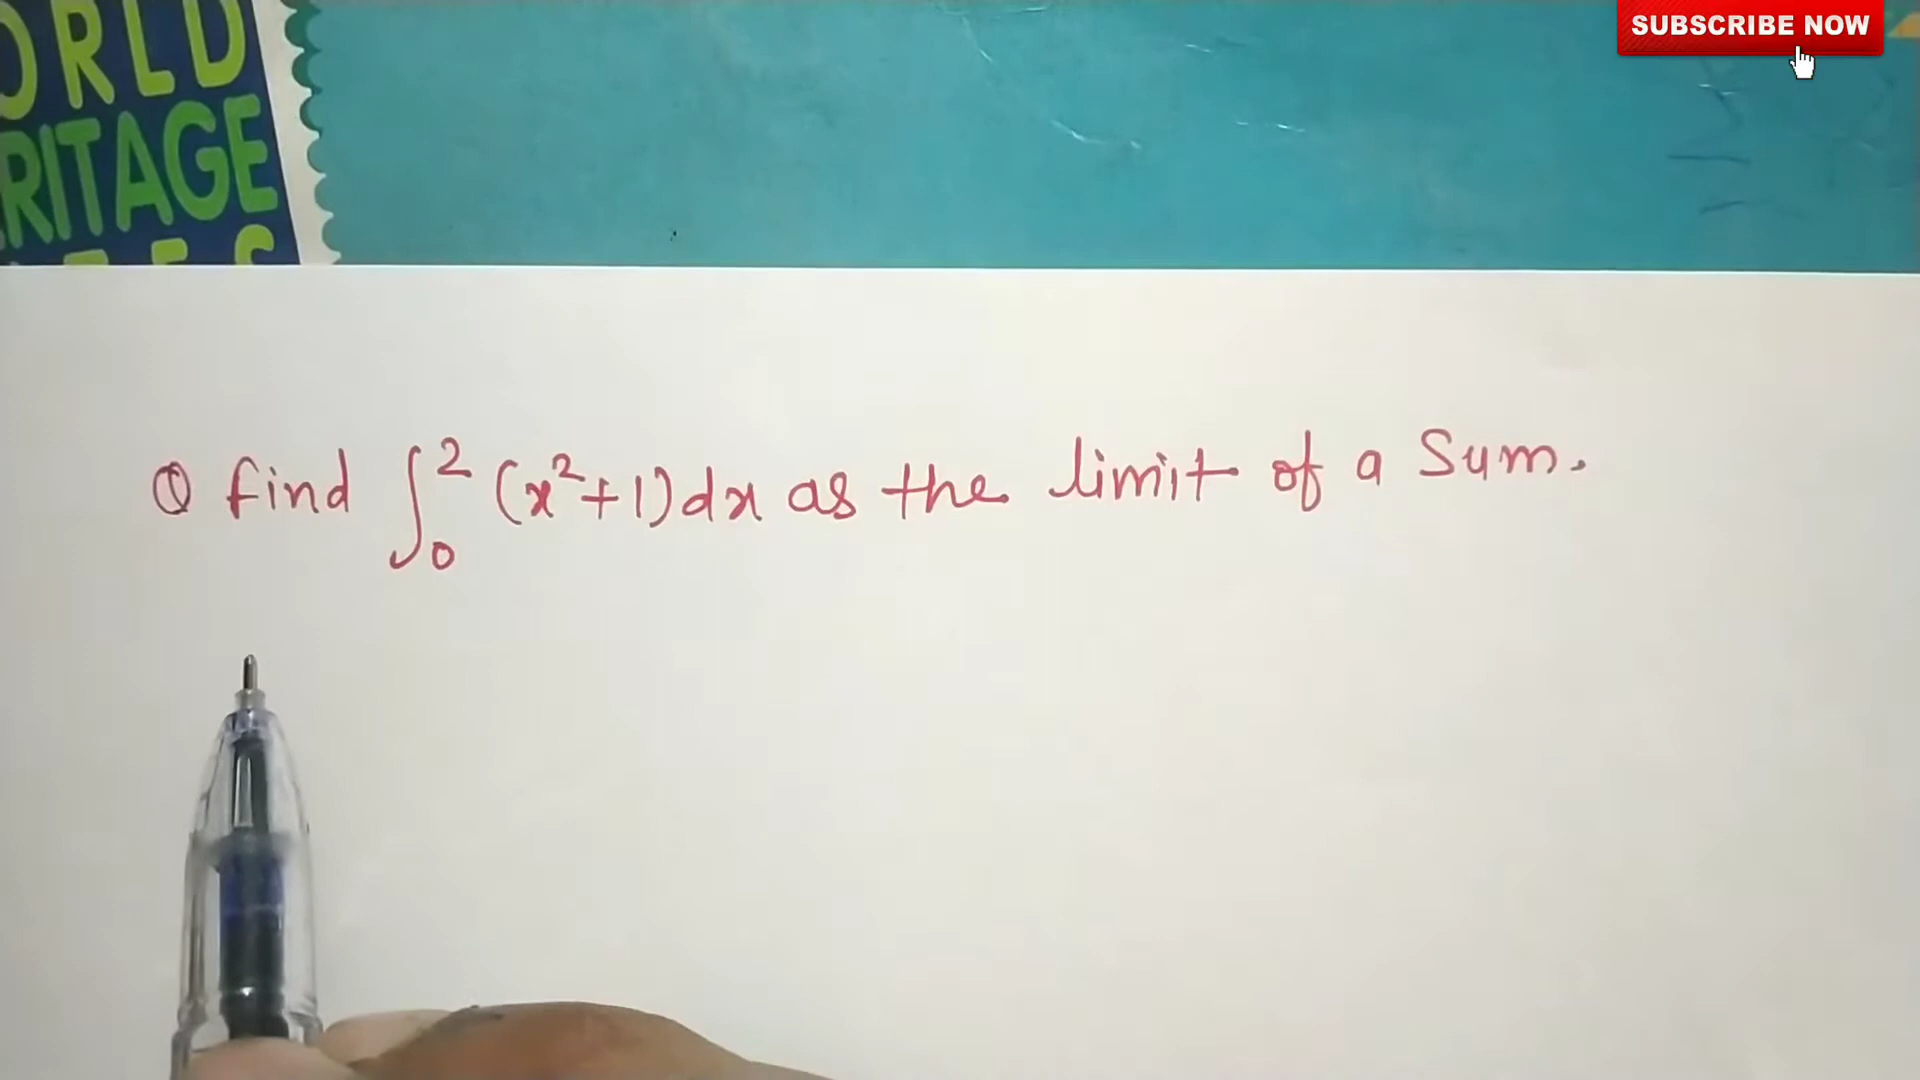 SUBSCRIBE NOW
ORLD
RITAGE
Q find ∫₀² (x²+1)dx as the limit of a Sum.